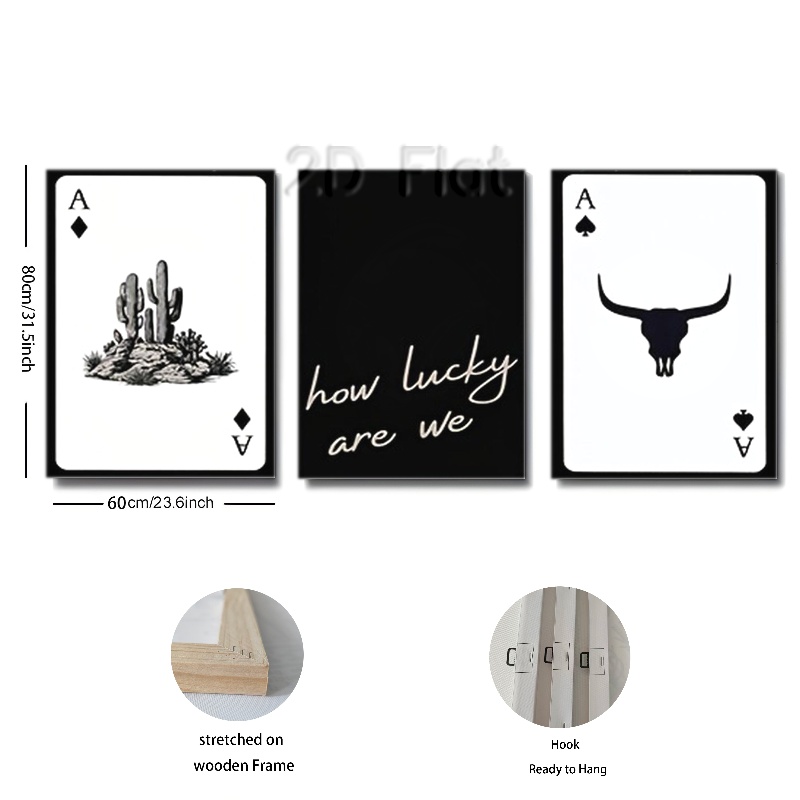 2D Flat
A
A
80cm/31.5inch
how lucky
are we
A
A
60cm/23.6inch
stretched on
wooden Frame
Hook
Ready to Hang